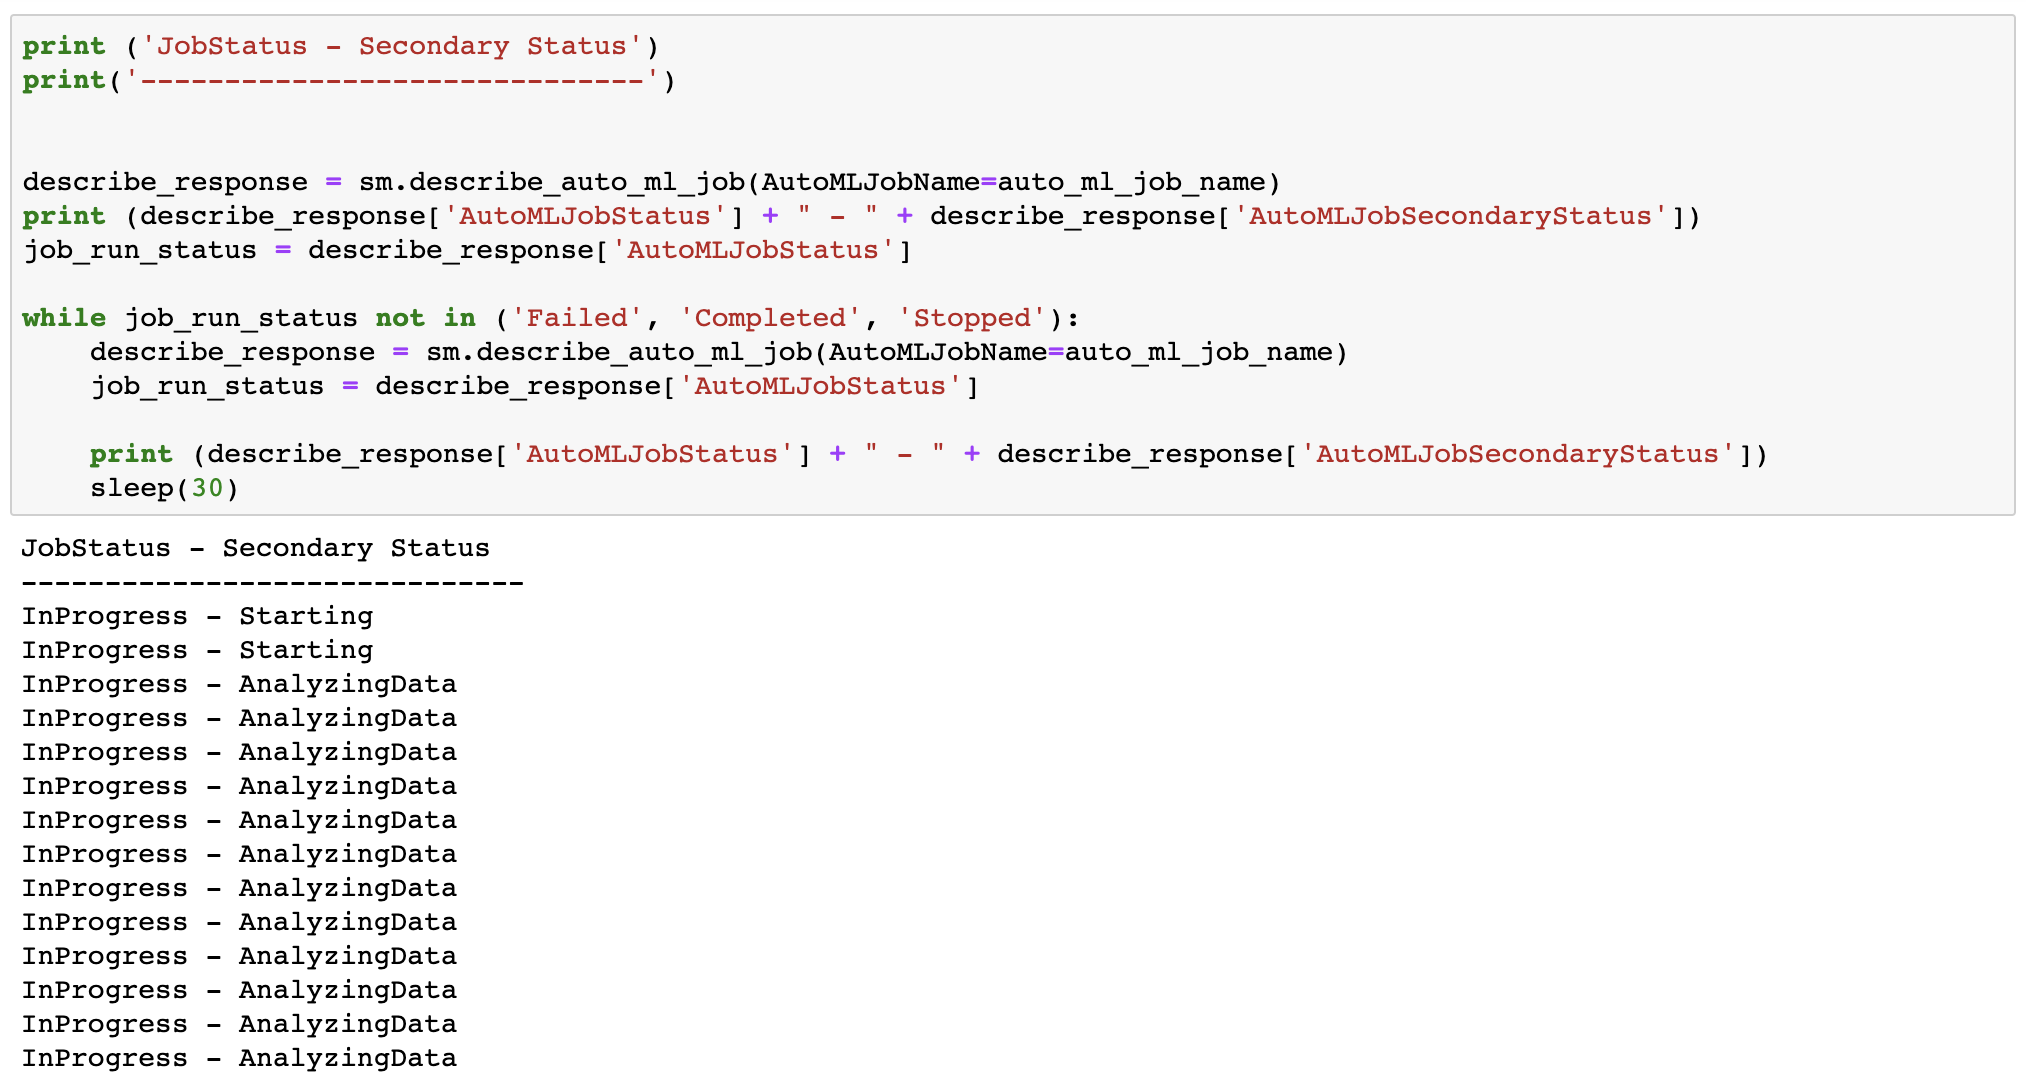 print ('JobStatus - Secondary Status')
print('------------------------------')
describe_response = sm.describe_auto_ml_job(AutoMLJobName=auto_ml_job_name)
print (describe_response['AutoMLJobStatus'] + " - " + describe_response['AutoMLJobSecondaryStatus'])
job_run_status = describe_response['AutoMLJobStatus']
while job_run_status not in ('Failed', 'Completed', 'Stopped'):
    describe_response = sm.describe_auto_ml_job(AutoMLJobName=auto_ml_job_name)
    job_run_status = describe_response['AutoMLJobStatus']
    print (describe_response['AutoMLJobStatus'] + " - " + describe_response['AutoMLJobSecondaryStatus'])
    sleep(30)
JobStatus - Secondary Status
------------------------------
InProgress - Starting
InProgress - Starting
InProgress - AnalyzingData
InProgress - AnalyzingData
InProgress - AnalyzingData
InProgress - AnalyzingData
InProgress - AnalyzingData
InProgress - AnalyzingData
InProgress - AnalyzingData
InProgress - AnalyzingData
InProgress - AnalyzingData
InProgress - AnalyzingData
InProgress - AnalyzingData
InProgress - AnalyzingData